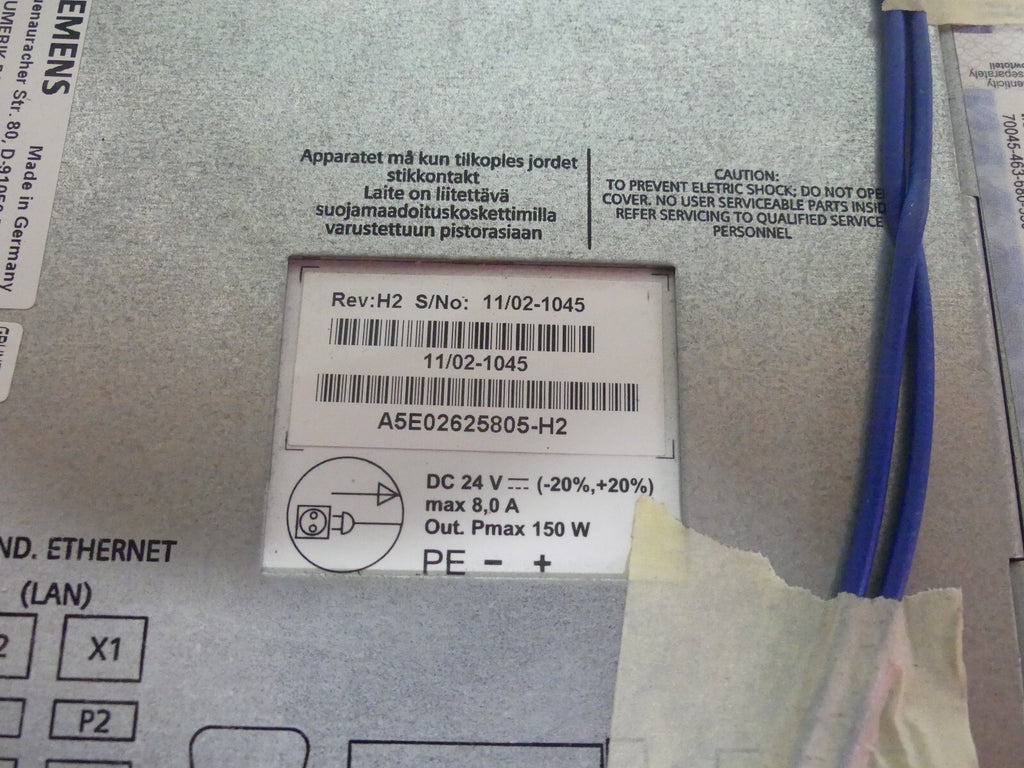 EMENS
Made in Germany
Apparatet må kun tilkoples jordet
stikkontakt
Laite on liitettävä
suojamaadoituskoskettimilla
varustettuun pistorasiaan
CAUTION:
TO PREVENT ELETRIC SHOCK; DO NOT OPE
COVER. NO USER SERVICEABLE PARTS INSID
REFER SERVICING TO QUALIFIED SERVICE
PERSONNEL
Rev:H2 S/No: 11/02-1045
11/02-1045
A5E02625805-H2
DC 24 V (-20%,+20%)
max 8,0 A
Out. Pmax 150 W
PE - +
ND. ETHERNET
(LAN)
2 X1
P2
separately